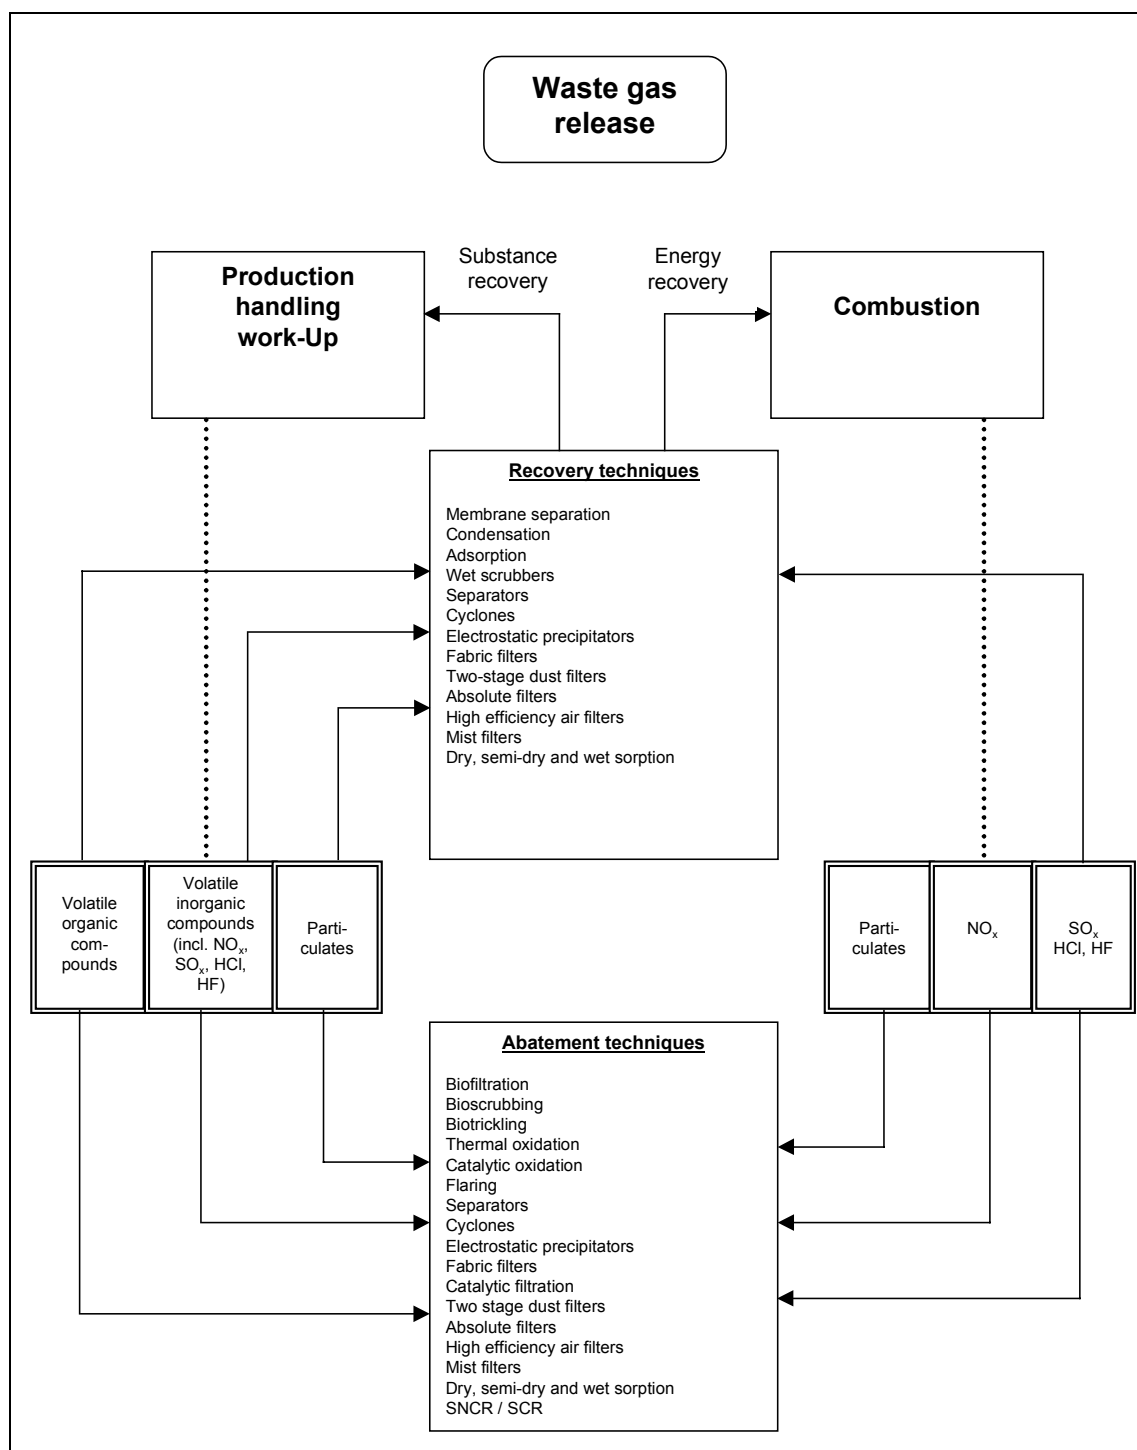 Waste gas
release
Substance
recovery
Energy
recovery
Production
handling
work-Up
Combustion
Recovery techniques
Membrane separation
Condensation
Adsorption
Wet scrubbers
Separators
Cyclones
Electrostatic precipitators
Fabric filters
Two-stage dust filters
Absolute filters
High efficiency air filters
Mist filters
Dry, semi-dry and wet sorption
Volatile
organic
com-
pounds
Volatile
inorganic
compounds
(incl. NOx,
SOx, HCl,
HF)
Parti-
culates
Parti-
culates
NOx
SOx
HCl, HF
Abatement techniques
Biofiltration
Bioscrubbing
Biotrickling
Thermal oxidation
Catalytic oxidation
Flaring
Separators
Cyclones
Electrostatic precipitators
Fabric filters
Catalytic filtration
Two stage dust filters
Absolute filters
High efficiency air filters
Mist filters
Dry, semi-dry and wet sorption
SNCR / SCR